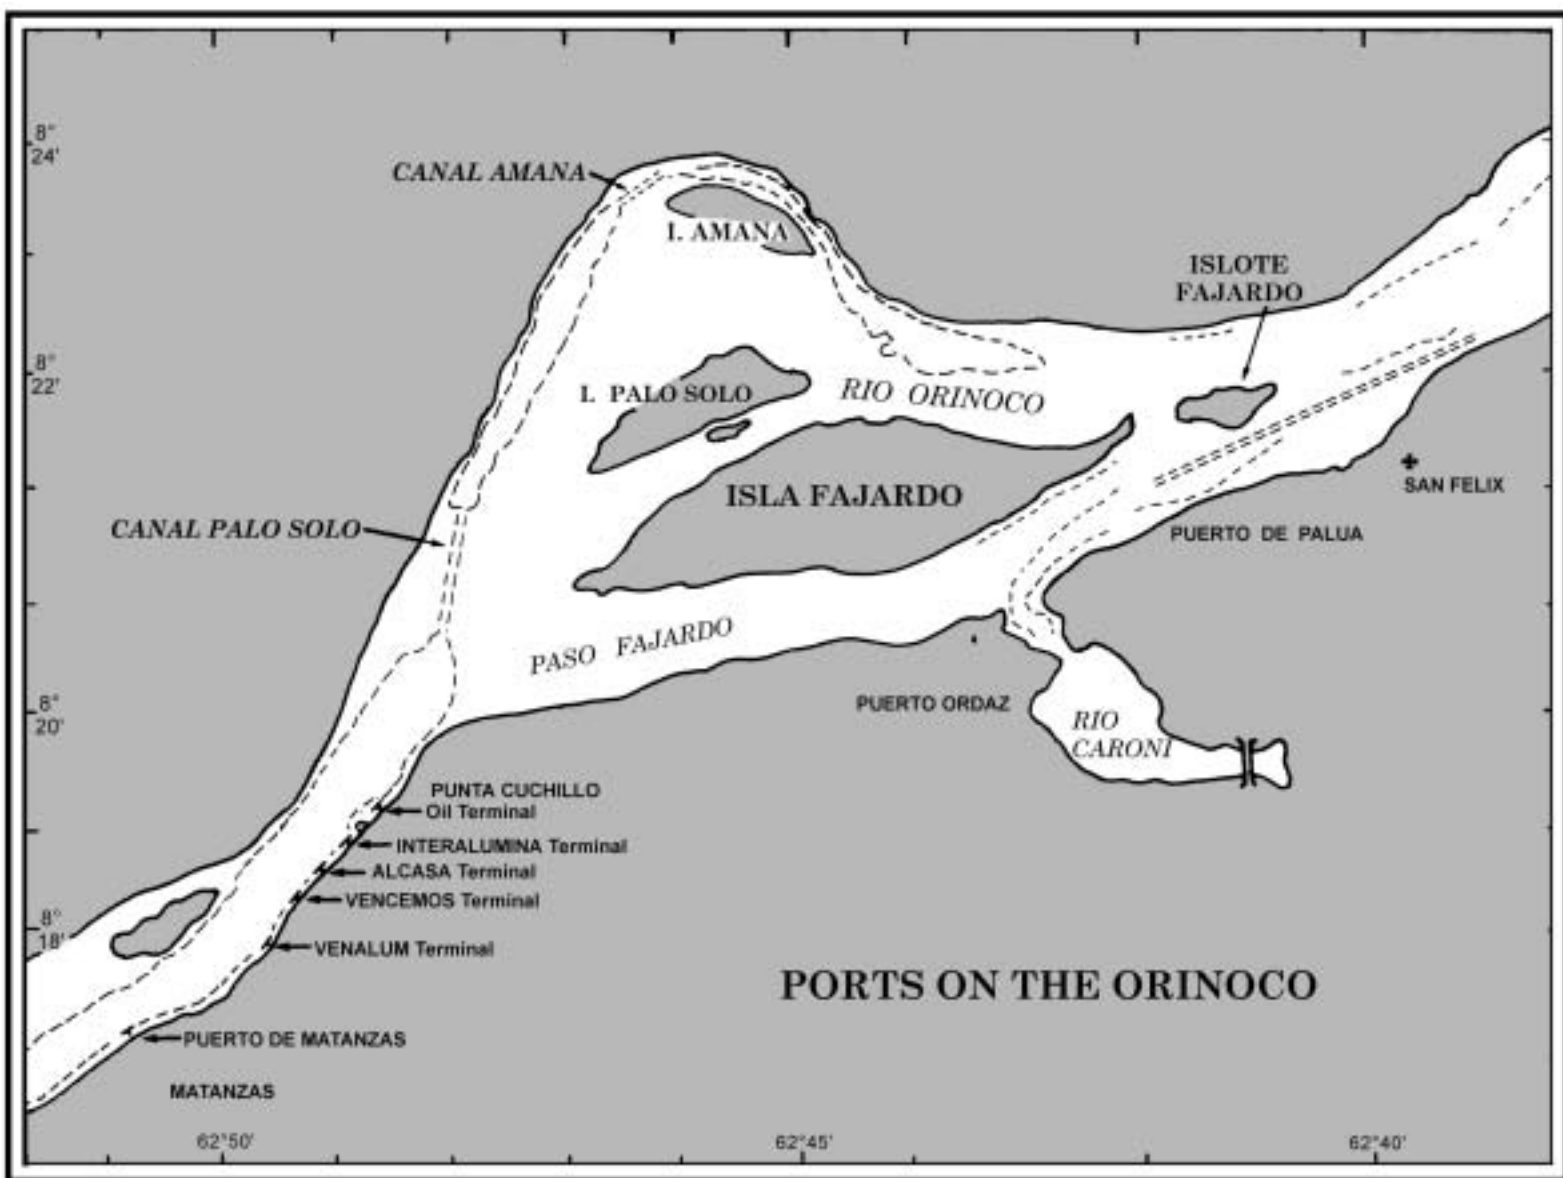 8°
24'
CANAL AMANA
I. AMANA
ISLOTE
FAJARDO
8°
22'
I. PALO SOLO
RIO ORINOCO
ISLA FAJARDO
SAN FELIX
CANAL PALO SOLO
PUERTO DE PALUA
PASO FAJARDO
8°
20'
PUERTO ORDAZ
RIO
CARONI
PUNTA CUCHILLO
Oil Terminal
INTERALUMINA Terminal
ALCASA Terminal
VENCEMOS Terminal
8°
18'
VENALUM Terminal
PORTS ON THE ORINOCO
PUERTO DE MATANZAS
MATANZAS
62°50'
62°45'
62°40'